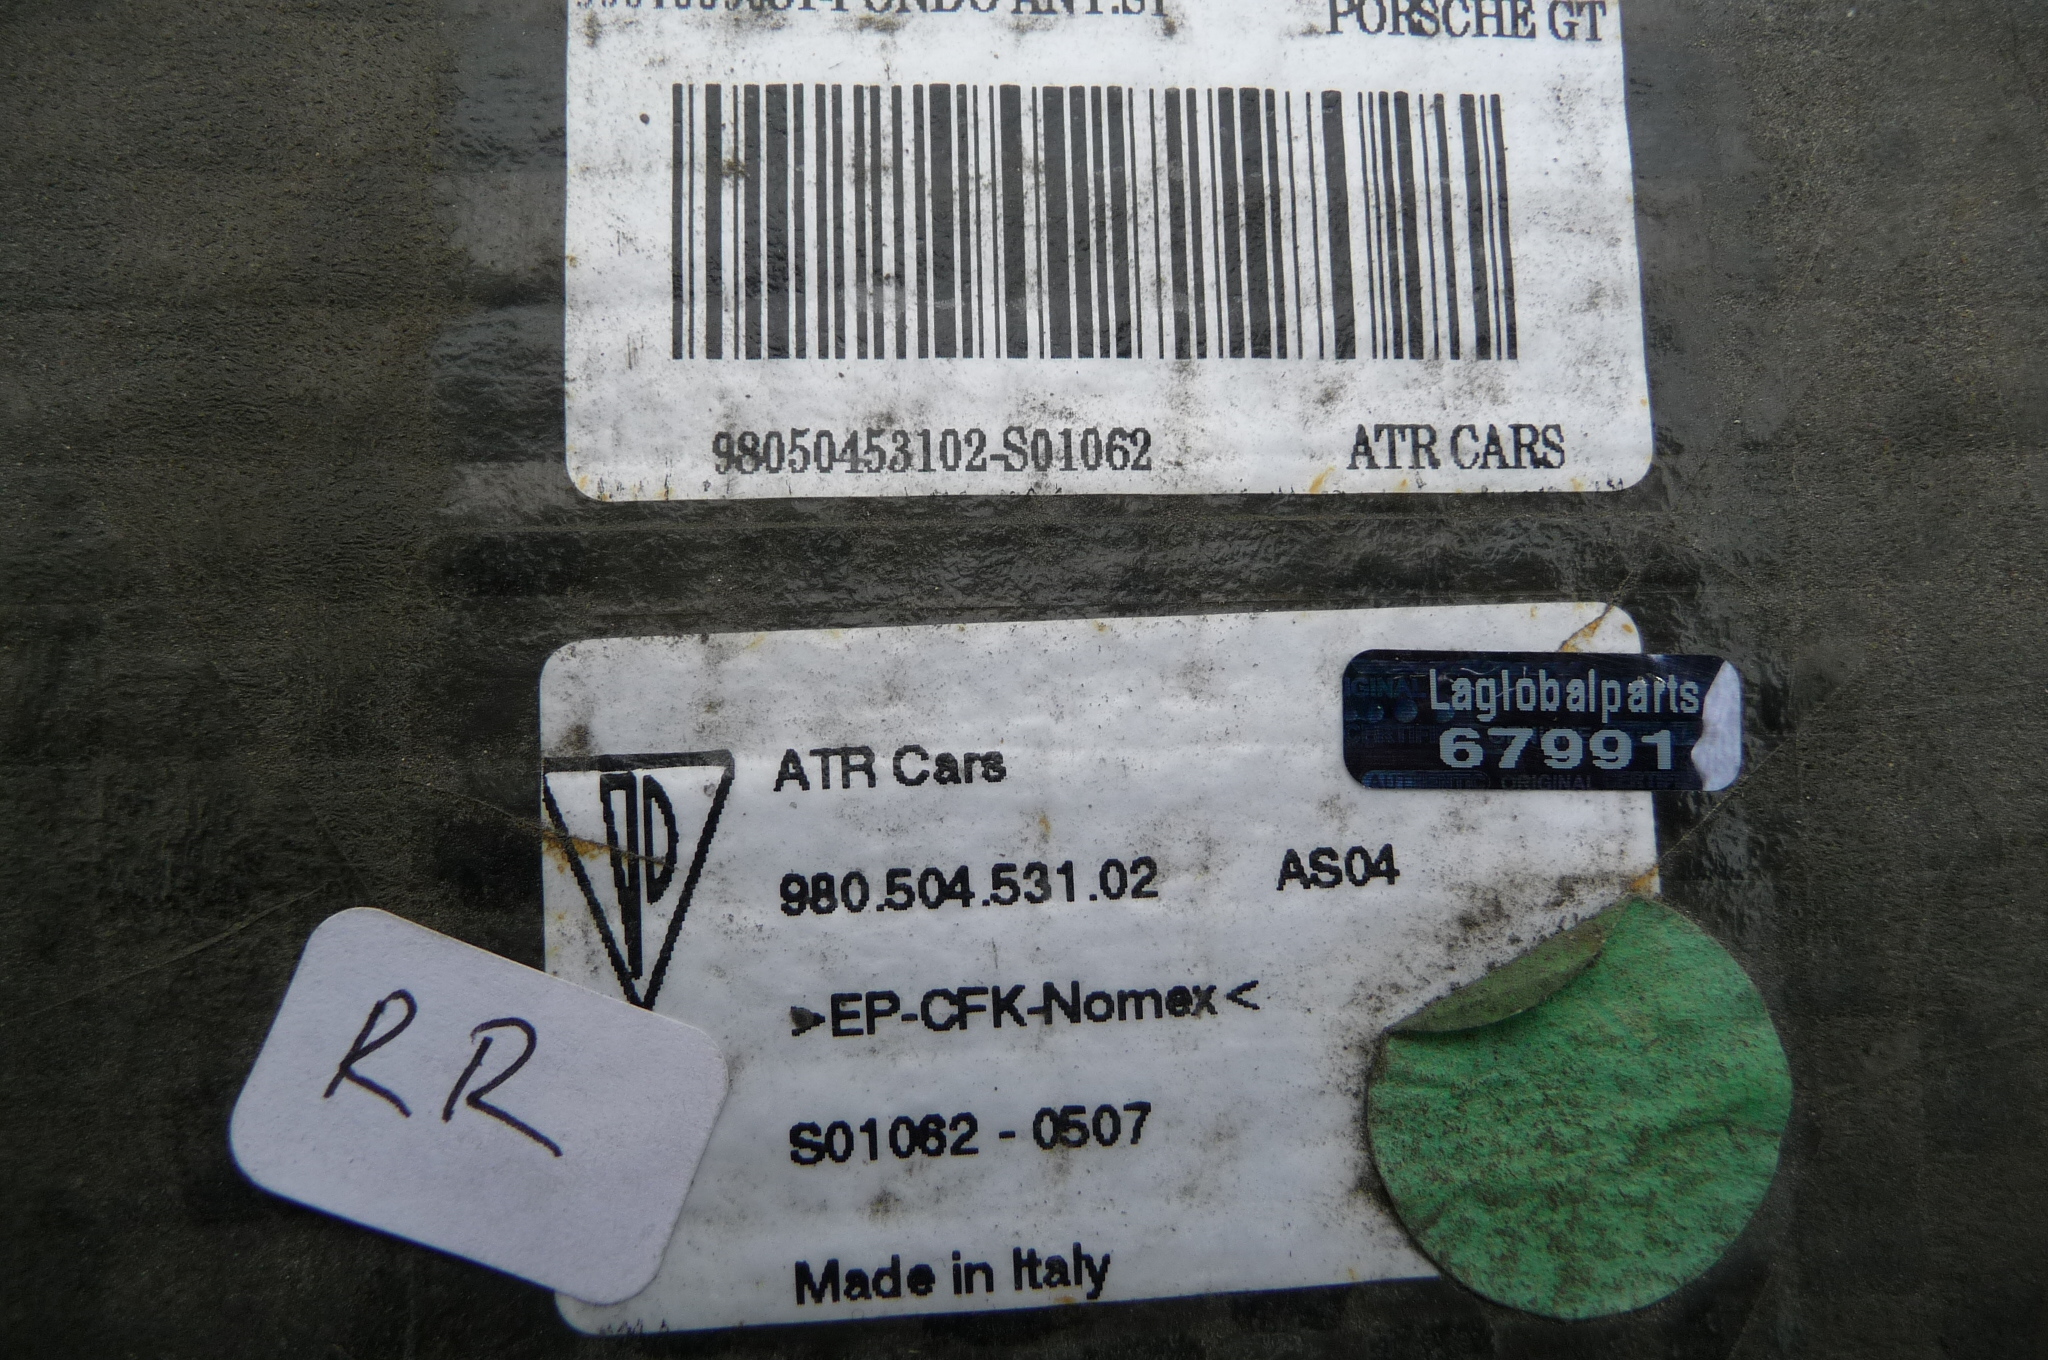 PORSCHE GT
98050453102-S01062 ATR CARS
Laglobalparts
67991
ATR Cars
980.504.531.02 AS04
>EP-CFK-Nomex<
RR
S01062 - 0507
Made in Italy